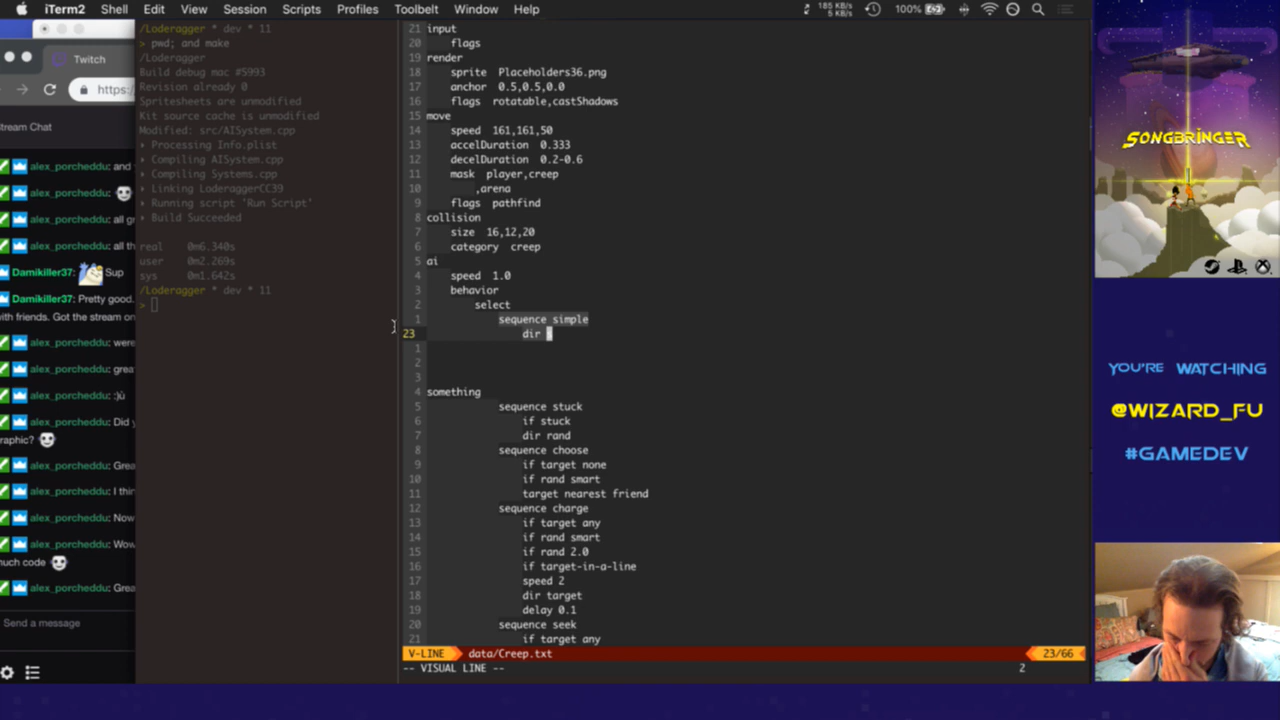 iTerm2 Shell Edit View Session Scripts Profiles Toolbelt Window Help
185 KB/s
5 KB/s
100%
Twitch
https:
Stream Chat
alex_porcheddu: and
alex_porcheddu:
alex_porcheddu: all gr
alex_porcheddu: all th
Damikiller37: Sup
Damikiller37: Pretty good.
with friends. Got the stream on
alex_porcheddu: were
alex_porcheddu: grea
alex_porcheddu: :)ü
alex_porcheddu: Did y
raphic?
alex_porcheddu: Grea
alex_porcheddu: I thin
alex_porcheddu: Now
alex_porcheddu: Wow
much code
alex_porcheddu: Grea
Send a message
/Loderagger * dev * 11
> pwd; and make
/Loderagger
Build debug mac #5993
Revision already 0
Spritesheets are unmodified
Kit source cache is unmodified
Modified: src/AISystem.cpp
▸ Processing Info.plist
▸ Compiling AISystem.cpp
▸ Compiling Systems.cpp
▸ Linking LoderaggerCC39
▸ Running script 'Run Script'
▸ Build Succeeded
real 0m6.340s
user 0m2.269s
sys 0m1.642s
/Loderagger * dev * 11
>
21 input
20 flags
19 render
18 sprite Placeholders36.png
17 anchor 0.5,0.5,0.0
16 flags rotatable,castShadows
15 move
14 speed 161,161,50
13 accelDuration 0.333
12 decelDuration 0.2-0.6
11 mask player,creep
10 ,arena
9 flags pathfind
8 collision
7 size 16,12,20
6 category creep
5 ai
4 speed 1.0
3 behavior
2 select
1 sequence simple
23 dir
1
2
3
4 something
5 sequence stuck
6 if stuck
7 dir rand
8 sequence choose
9 if target none
10 if rand smart
11 target nearest friend
12 sequence charge
13 if target any
14 if rand smart
15 if rand 2.0
16 if target-in-a-line
17 speed 2
18 dir target
19 delay 0.1
20 sequence seek
21 if target any
V-LINE data/Creep.txt 23/66
-- VISUAL LINE -- 2
SONGBRINGER
YOU'RE WATCHING
@WIZARD_FU
#GAMEDEV